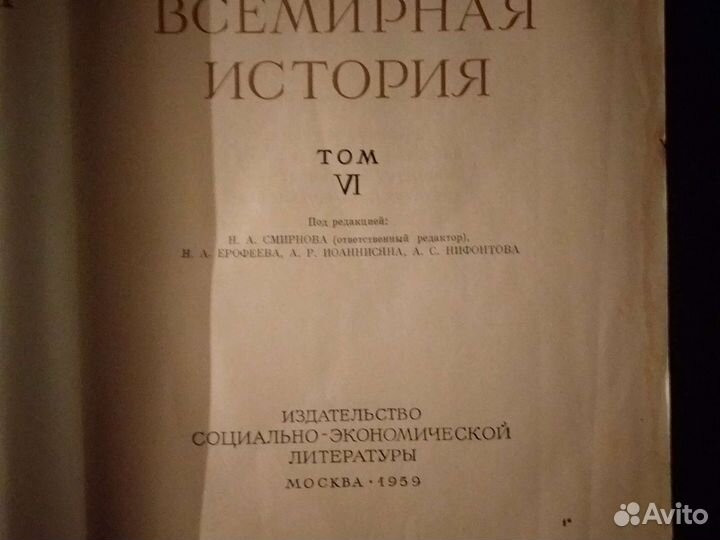 ВСЕМИРНАЯ
ИСТОРИЯ
ТОМ
VI
Под редакцией:
Н. А. СМИРНОВА (ответственный редактор),
Н. А. ЕРОФЕЕВА, А. Р. ИОАННИСЯНА, А. С. НИФОНТОВА
ИЗДАТЕЛЬСТВО
СОЦИАЛЬНО-ЭКОНОМИЧЕСКОЙ
ЛИТЕРАТУРЫ
МОСКВА · 1959
1*
Avito